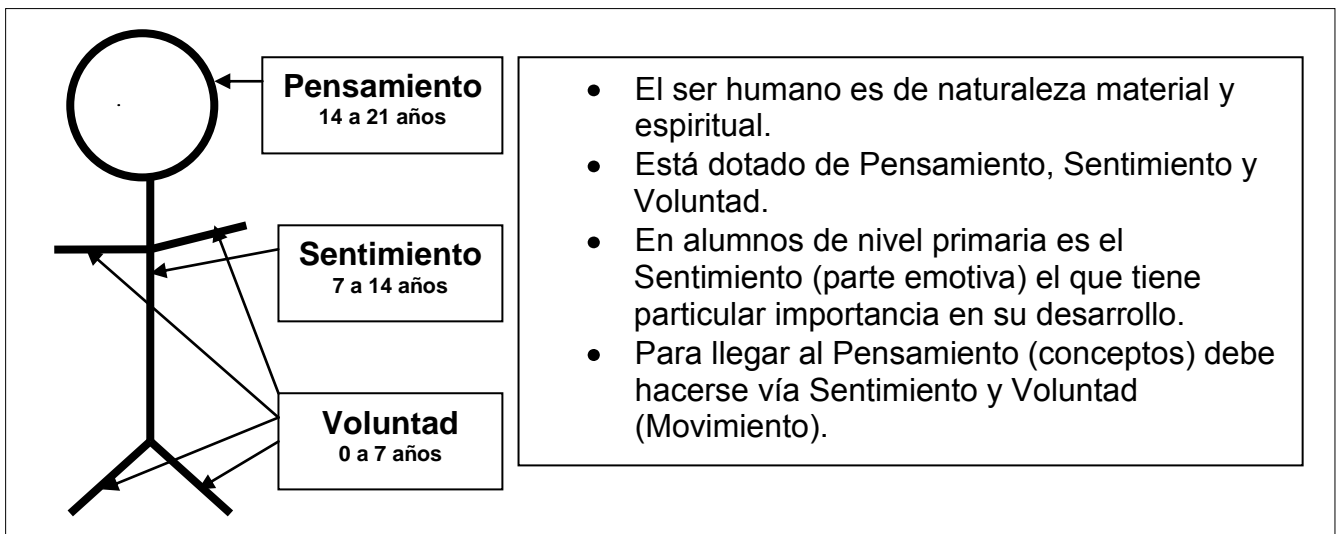 Pensamiento
14 a 21 años
Sentimiento
7 a 14 años
Voluntad
0 a 7 años
• El ser humano es de naturaleza material y
espiritual.
• Está dotado de Pensamiento, Sentimiento y
Voluntad.
• En alumnos de nivel primaria es el
Sentimiento (parte emotiva) el que tiene
particular importancia en su desarrollo.
• Para llegar al Pensamiento (conceptos) debe
hacerse vía Sentimiento y Voluntad
(Movimiento).